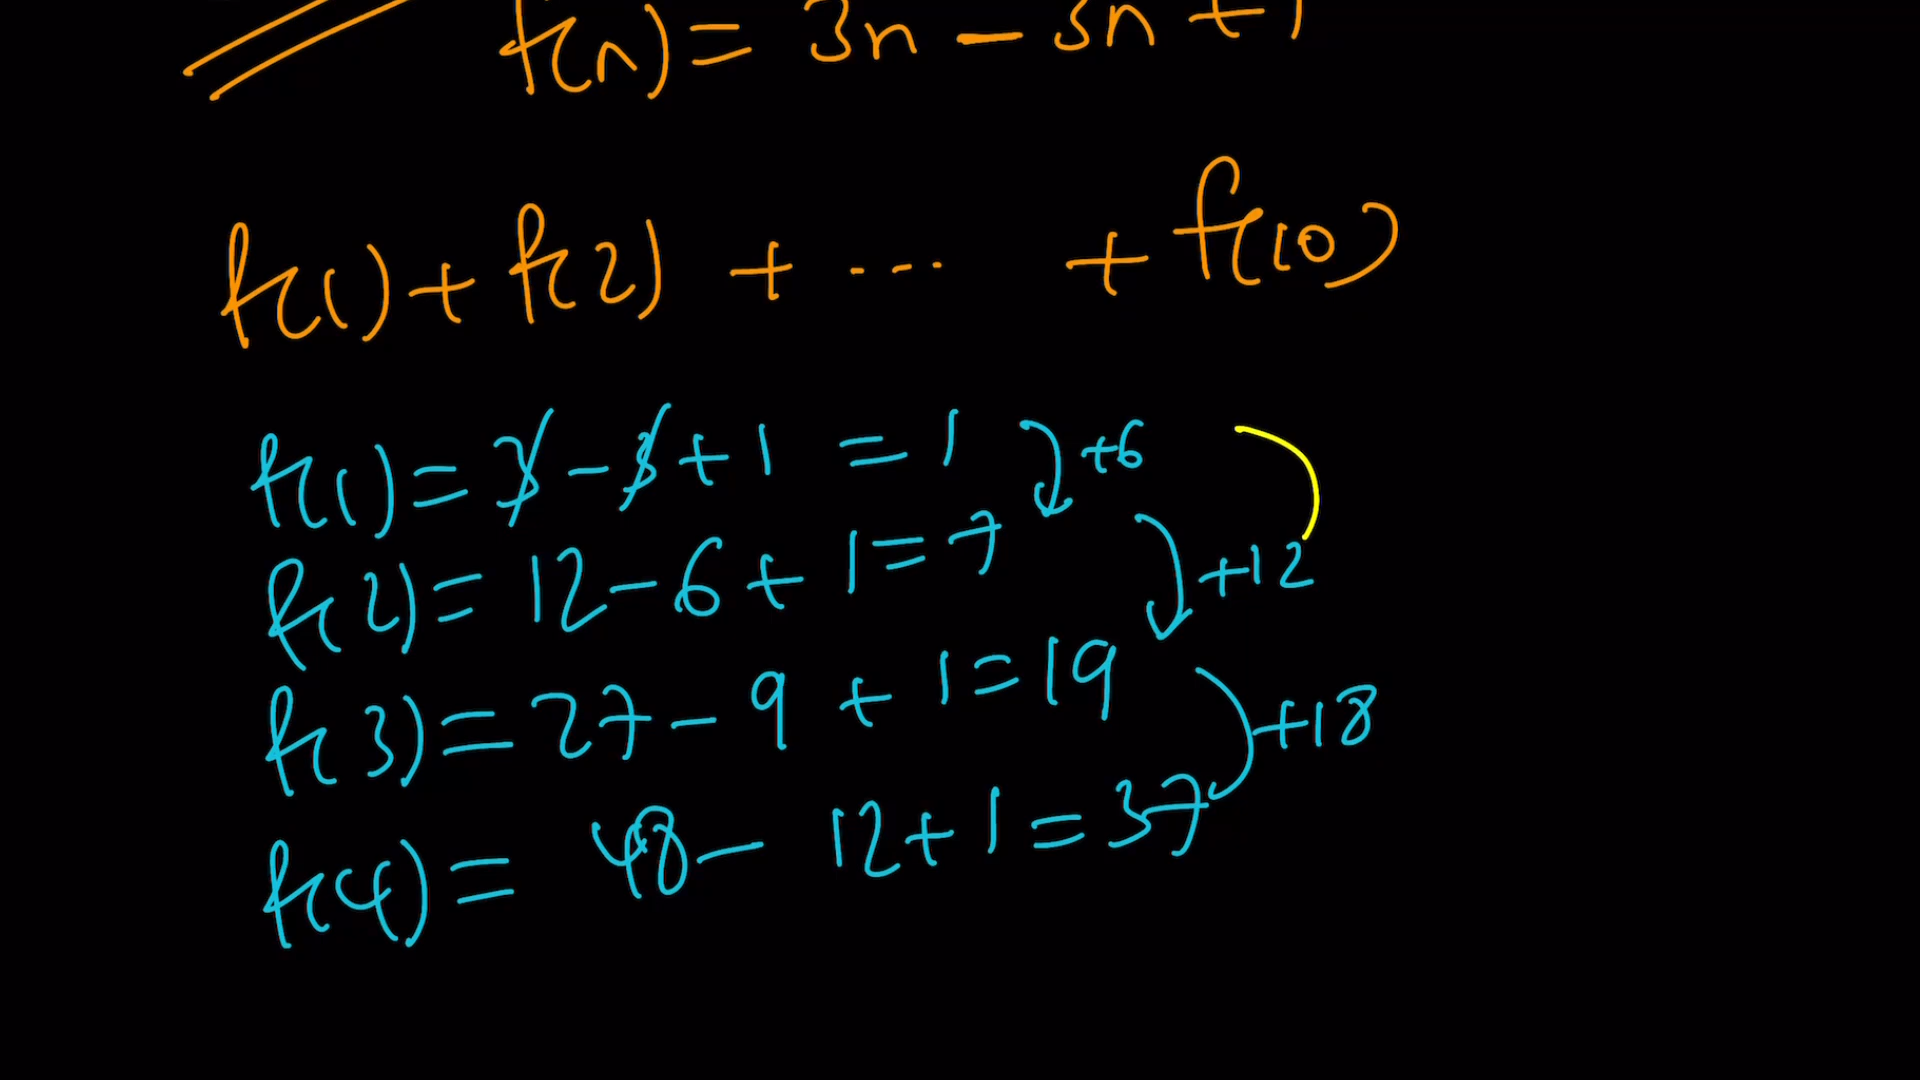 f(n) = 3n - 3n + 1
f(1) + f(2) + ... + f(10)
f(1) = 3 - 3 + 1 = 1 +6
f(2) = 12 - 6 + 1 = 7 +12
f(3) = 27 - 9 + 1 = 19 +18
f(4) = 48 - 12 + 1 = 37